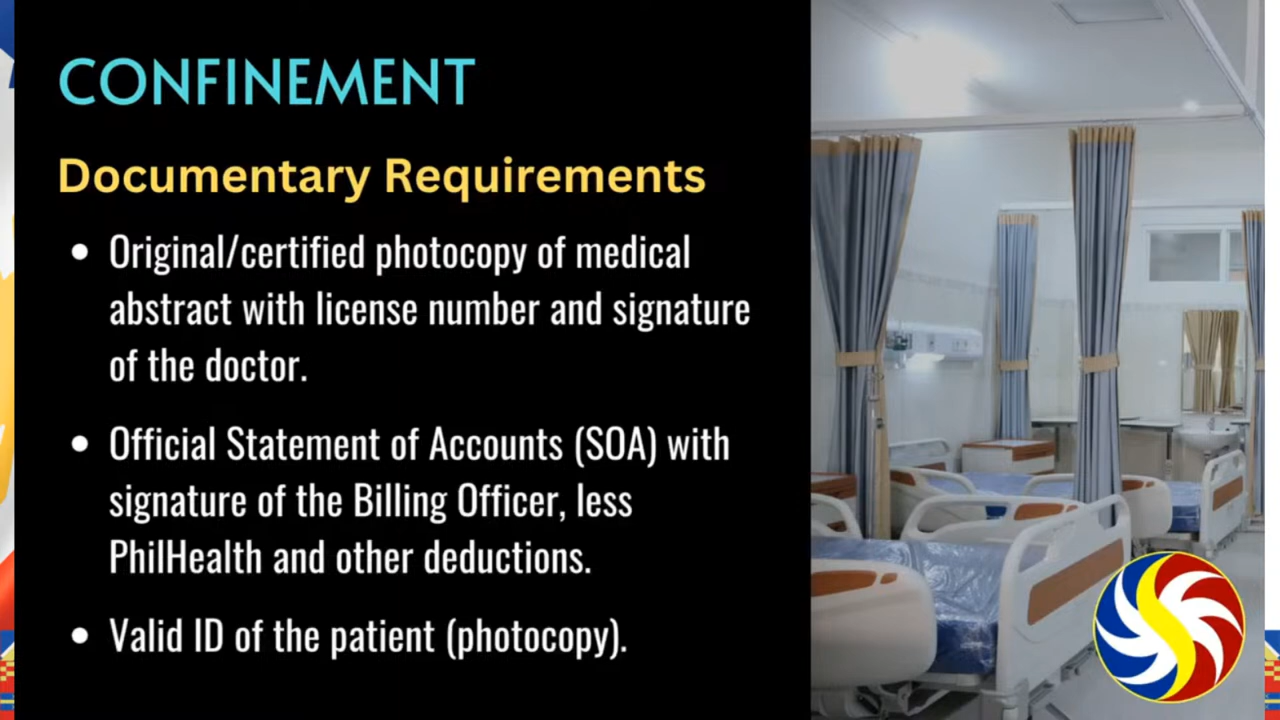 CONFINEMENT
Documentary Requirements
• Original/certified photocopy of medical
abstract with license number and signature
of the doctor.
• Official Statement of Accounts (SOA) with
signature of the Billing Officer, less
PhilHealth and other deductions.
• Valid ID of the patient (photocopy).